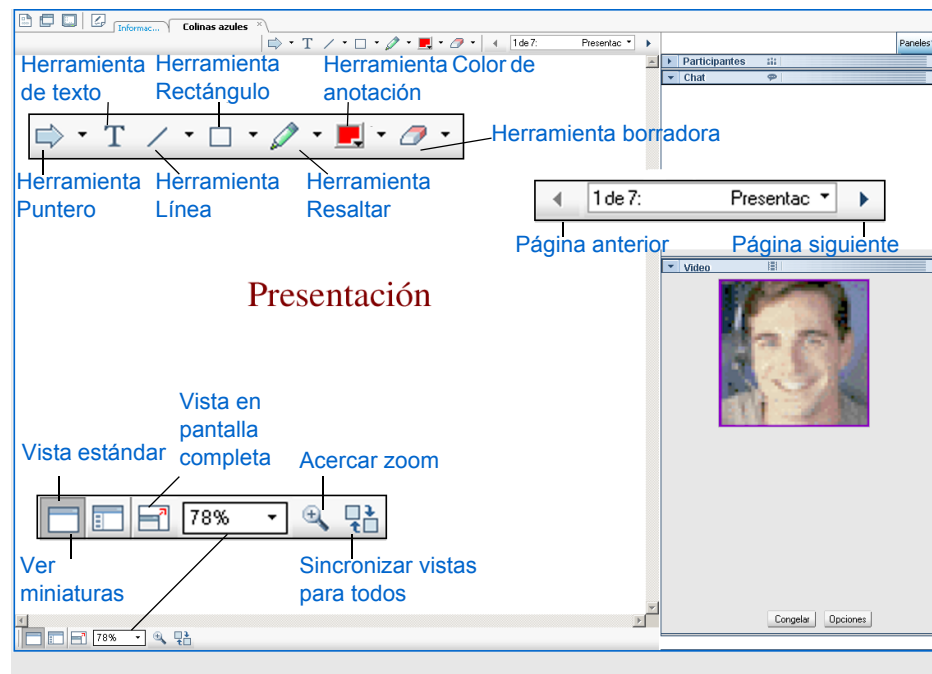 Informac... Colinas azules
1 de 7: Presentac
Paneles
Herramienta de texto
Herramienta Rectángulo
Herramienta Color de anotación
Participantes
Chat
T
Herramienta borradora
Herramienta Puntero
Herramienta Línea
Herramienta Resaltar
1 de 7: Presentac
Página anterior
Página siguiente
Video
Presentación
Vista estándar
Vista en pantalla completa
Acercar zoom
78%
Ver miniaturas
Sincronizar vistas para todos
Congelar Opciones
78%